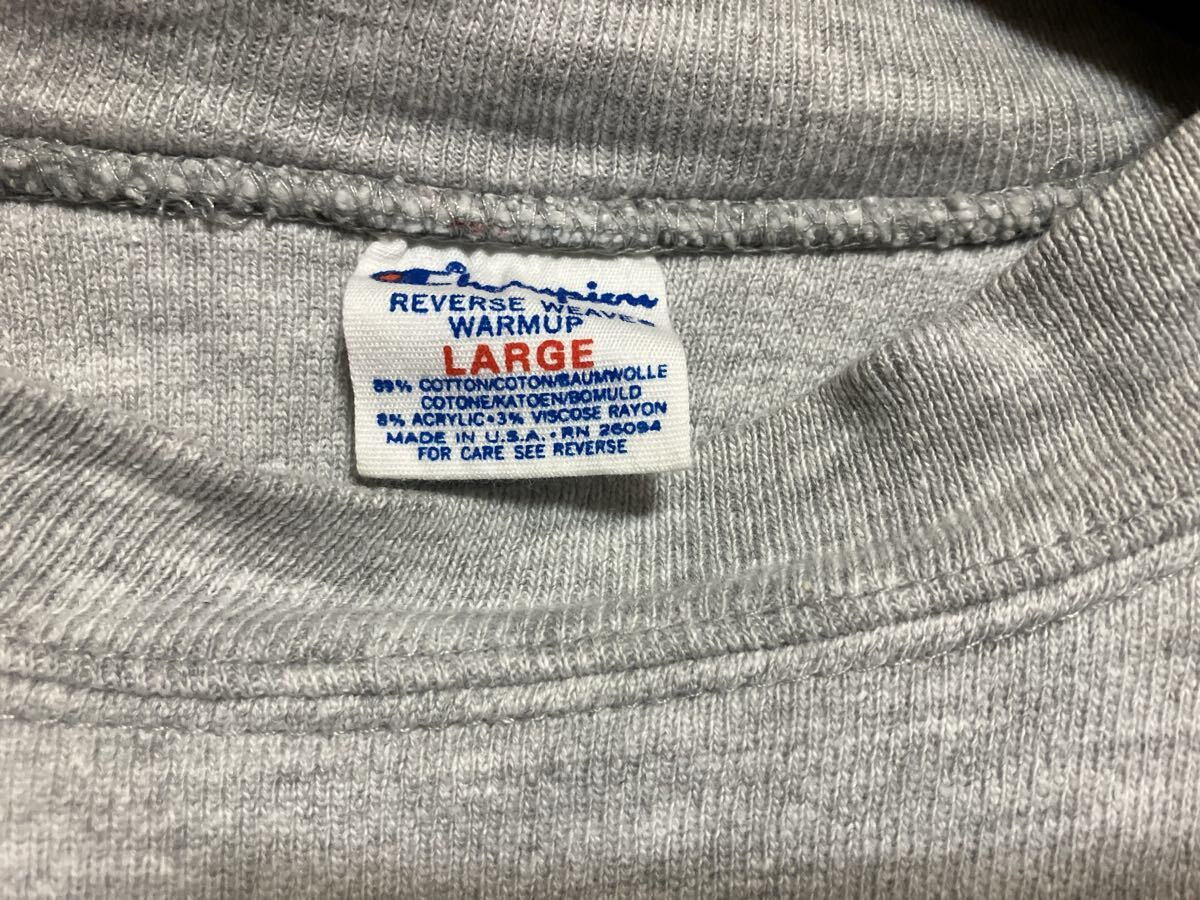 Champion
REVERSE WEAVE®
WARMUP
LARGE
89% COTTON/COTON/BAUMWOLLE
COTONE/KATOEN/BOMULD
8% ACRYLIC•3% VISCOSE RAYON
MADE IN U.S.A. • RN 26094
FOR CARE SEE REVERSE